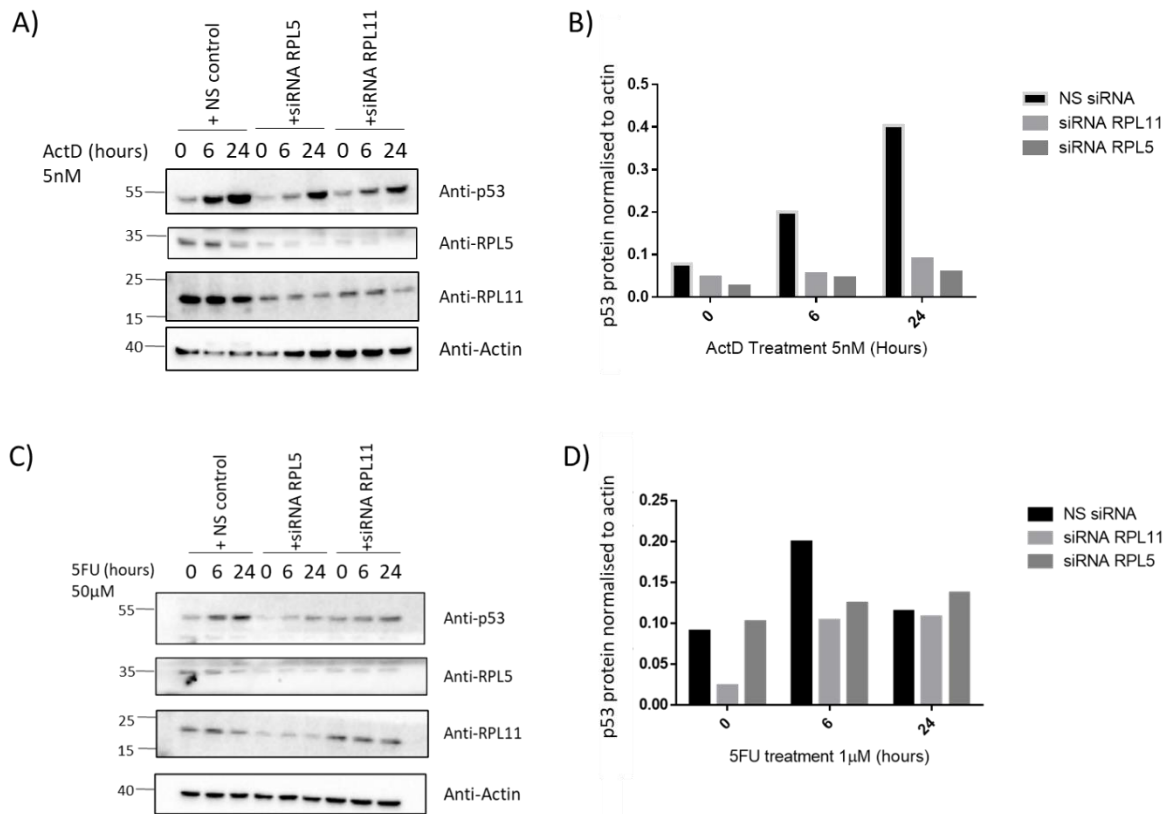 A)
+ NS control
+siRNA RPL5
+siRNA RPL11
ActD (hours)
5nM
0 6 24 0 6 24 0 6 24
55
Anti-p53
35
Anti-RPL5
25
15
Anti-RPL11
40
Anti-Actin
B)
p53 protein normalised to actin
0.5
0.4
0.3
0.2
0.1
0.0
0 6 24
ActD Treatment 5nM (Hours)
NS siRNA
siRNA RPL11
siRNA RPL5
C)
+ NS control
+siRNA RPL5
+siRNA RPL11
5FU (hours)
50μM
0 6 24 0 6 24 0 6 24
55
Anti-p53
35
Anti-RPL5
25
15
Anti-RPL11
40
Anti-Actin
D)
p53 protein normalised to actin
0.25
0.20
0.15
0.10
0.05
0.00
0 6 24
5FU treatment 1μM (hours)
NS siRNA
siRNA RPL11
siRNA RPL5